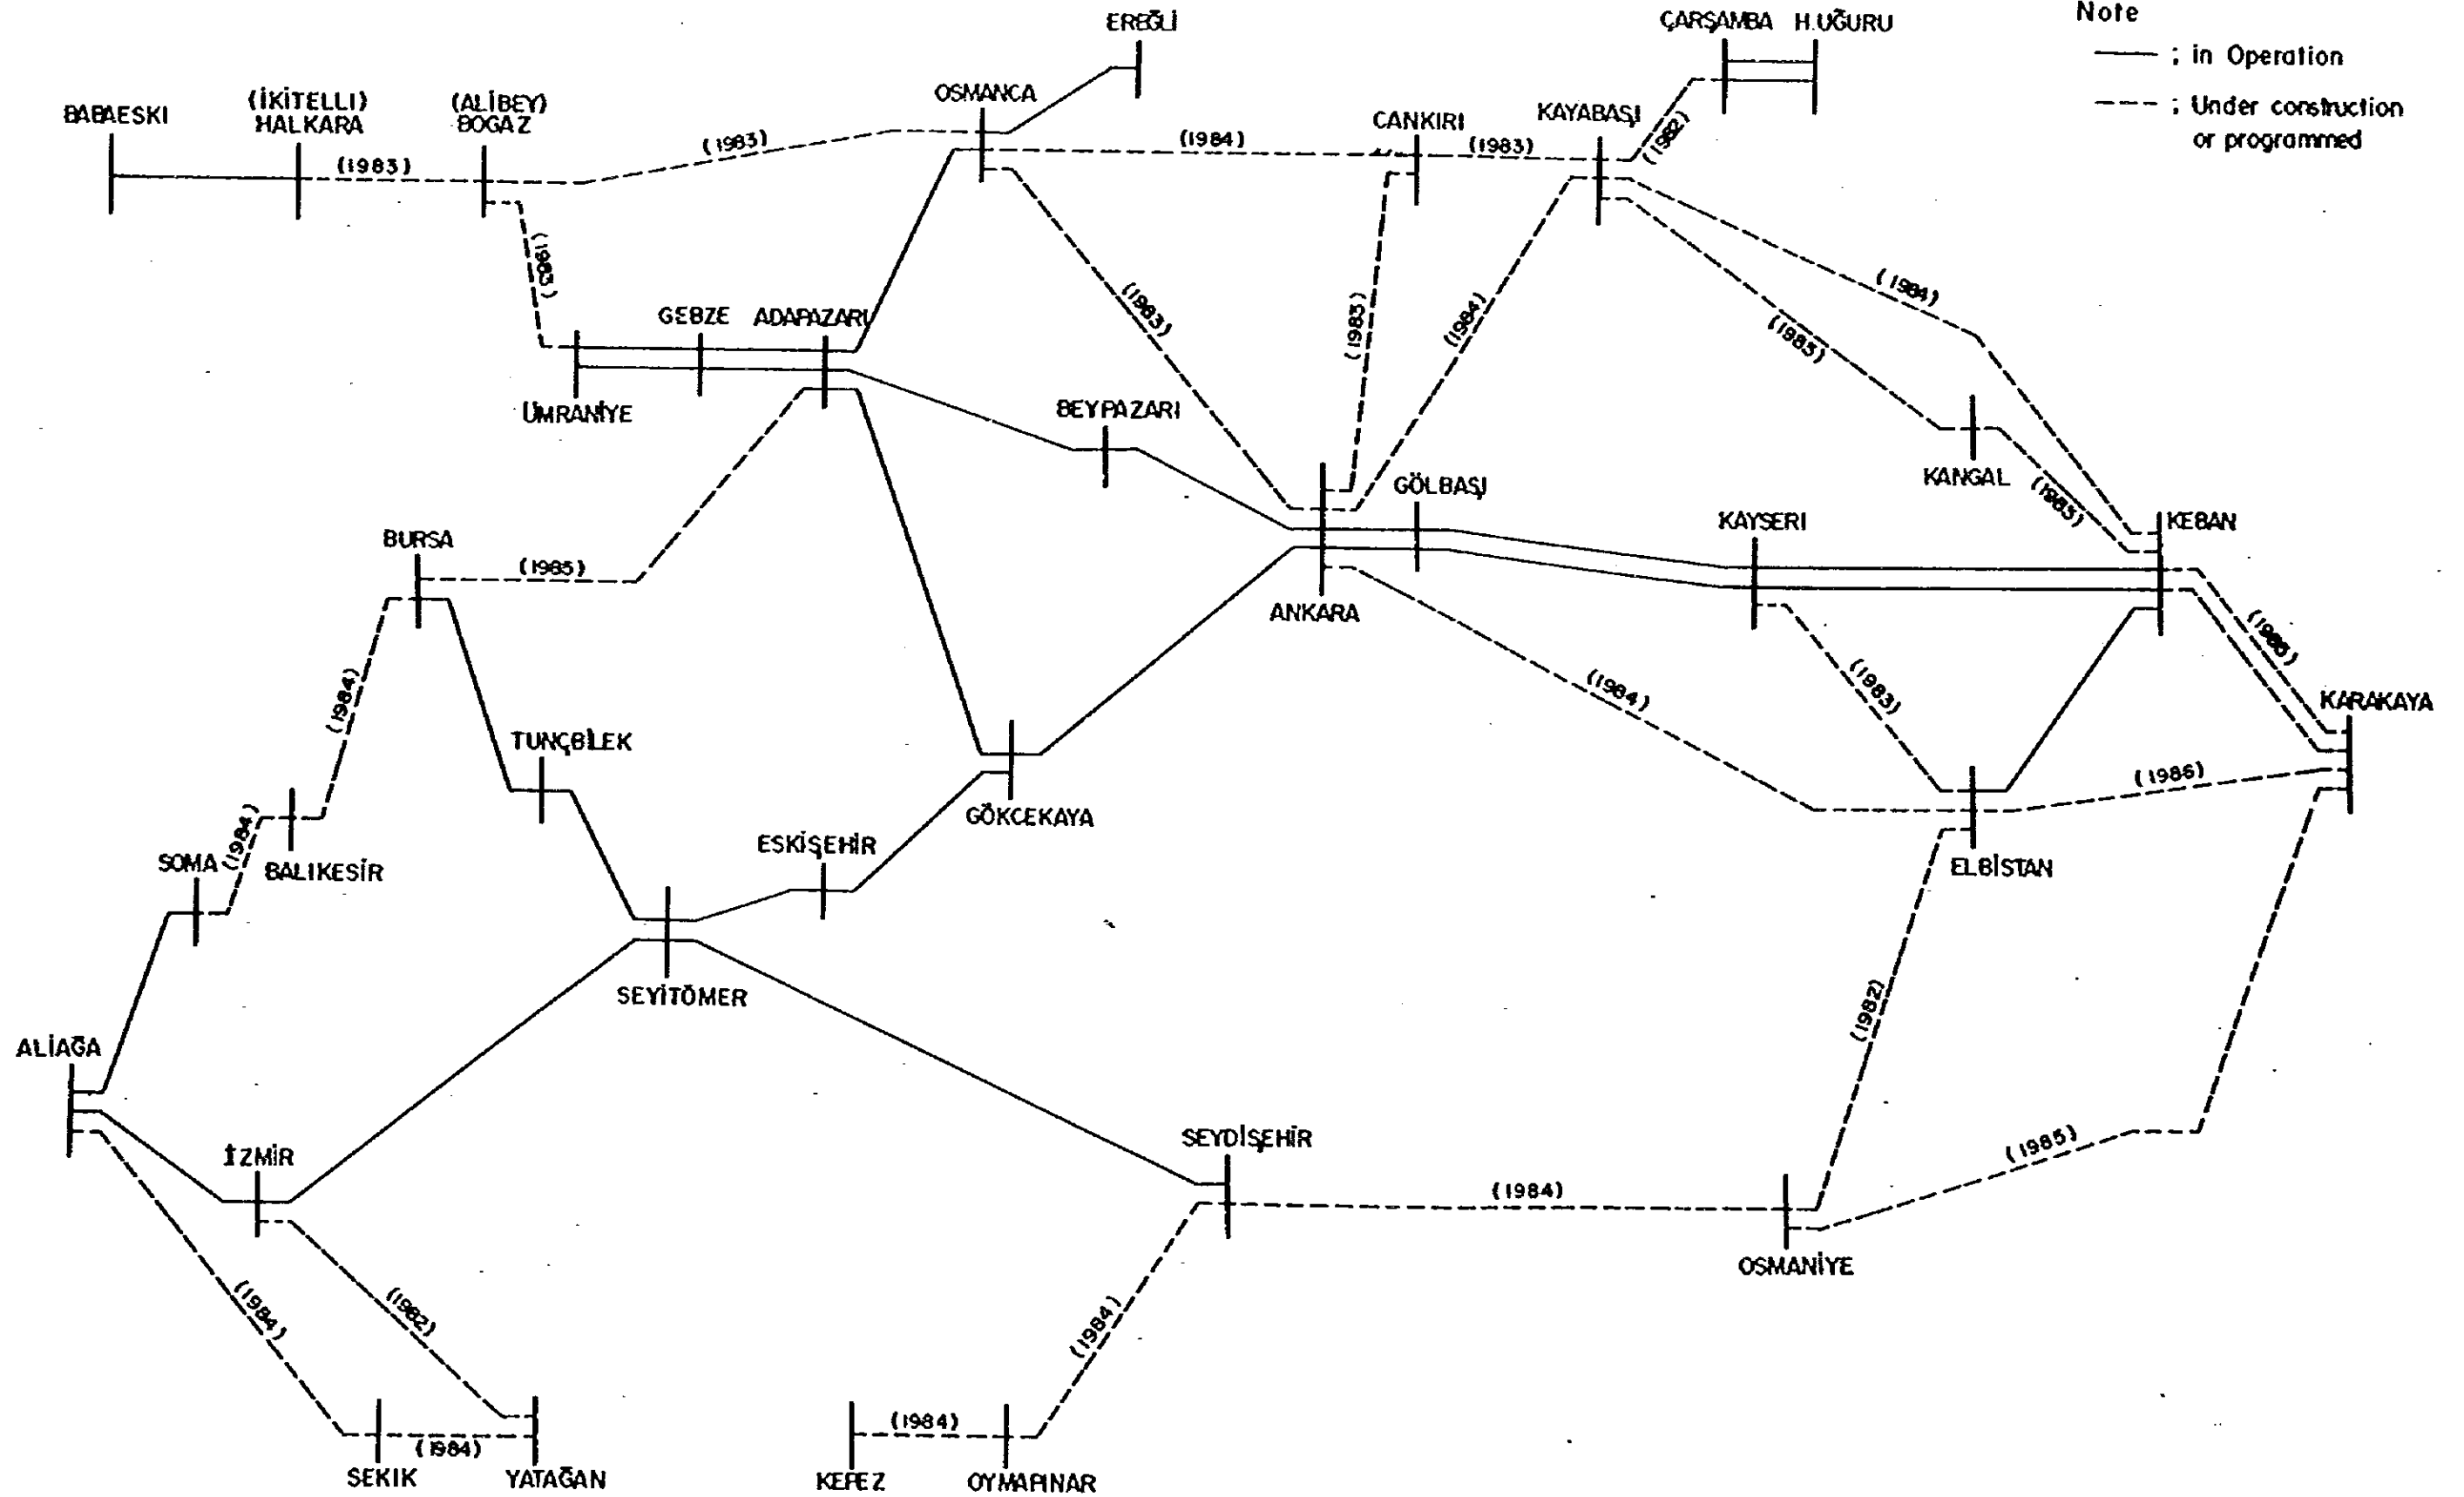 EREĞLİ
ÇARŞAMBA H.UĞURU
Note
——— ; in Operation
--- ; Under construction
or programmed
BABAESKI
(İKİTELLI)
HALKARA
(ALİBEY)
BOGAZ
OSMANCA
CANKIRI
KAYABAŞI
(1983)
(1983)
(1984)
(1983)
(1982)
(1983)
GEBZE
ADAPAZARI
ÜMRANİYE
(1983)
(1983)
(1984)
(1984)
(1985)
BEYPAZARI
KANGAL
(1985)
ANKARA
GÖLBAŞI
KAYSERI
KEBAN
BURSA
(1985)
(1986)
(1984)
(1984)
(1983)
KARAKAYA
TUNÇBİLEK
(1986)
GÖKCEKAYA
ESKİŞEHİR
ELBİSTAN
SOMA
(1984)
BALIKESİR
SEYİTÖMER
(1982)
ALİAĞA
İZMİR
SEYDİŞEHİR
(1984)
(1985)
OSMANİYE
(1984)
(1982)
(1984)
(1984)
(1984)
SEKIK
YATAĞAN
KEPEZ
OYMAPINAR